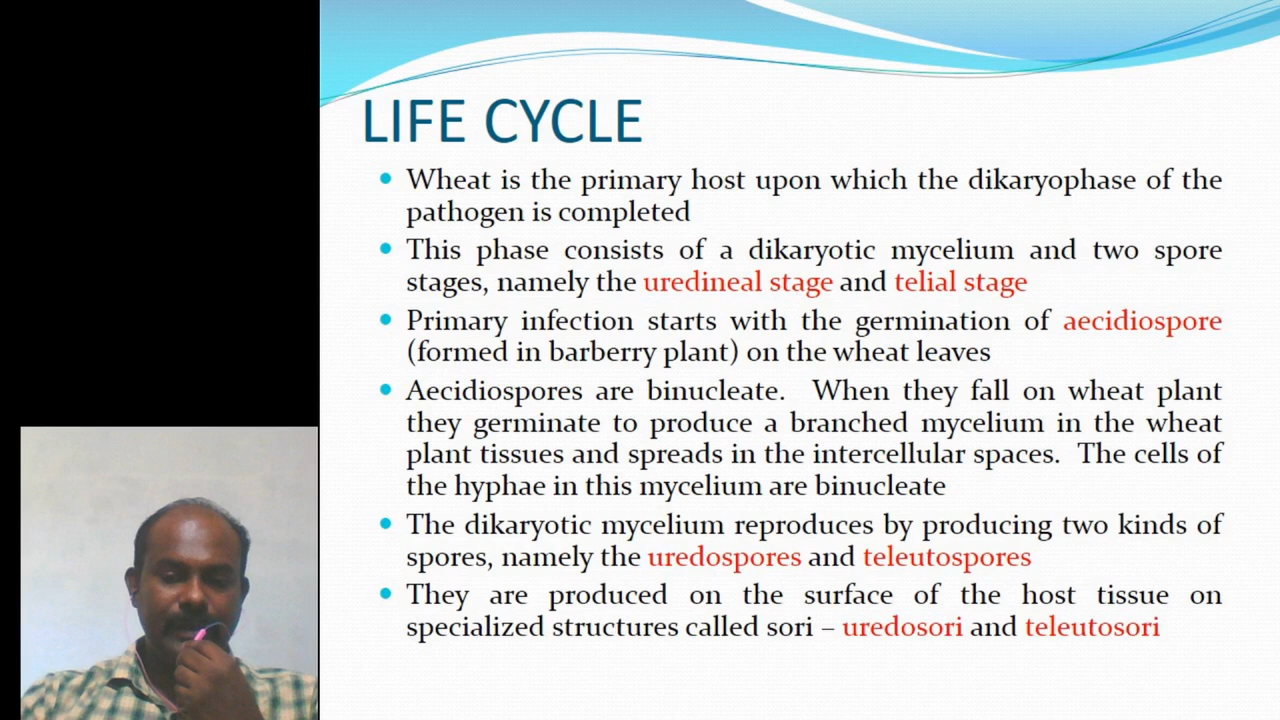 LIFE CYCLE
Wheat is the primary host upon which the dikaryophase of the
pathogen is completed
This phase consists of a dikaryotic mycelium and two spore
stages, namely the uredineal stage and telial stage
Primary infection starts with the germination of aecidiospore
(formed in barberry plant) on the wheat leaves
Aecidiospores are binucleate. When they fall on wheat plant
they germinate to produce a branched mycelium in the wheat
plant tissues and spreads in the intercellular spaces. The cells of
the hyphae in this mycelium are binucleate
The dikaryotic mycelium reproduces by producing two kinds of
spores, namely the uredospores and teleutospores
They are produced on the surface of the host tissue on
specialized structures called sori – uredosori and teleutosori